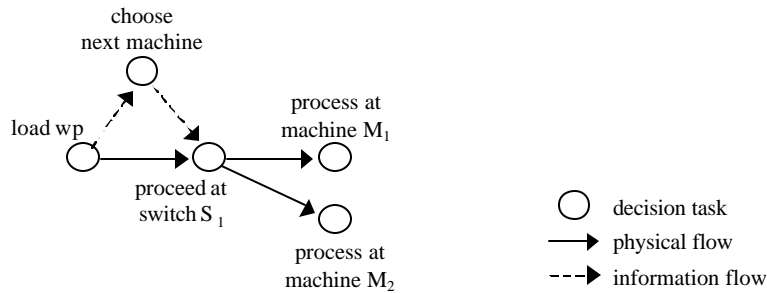 choose
next machine
load wp
process at
machine M₁
proceed at
switch S ₁
process at
machine M₂
decision task
physical flow
information flow